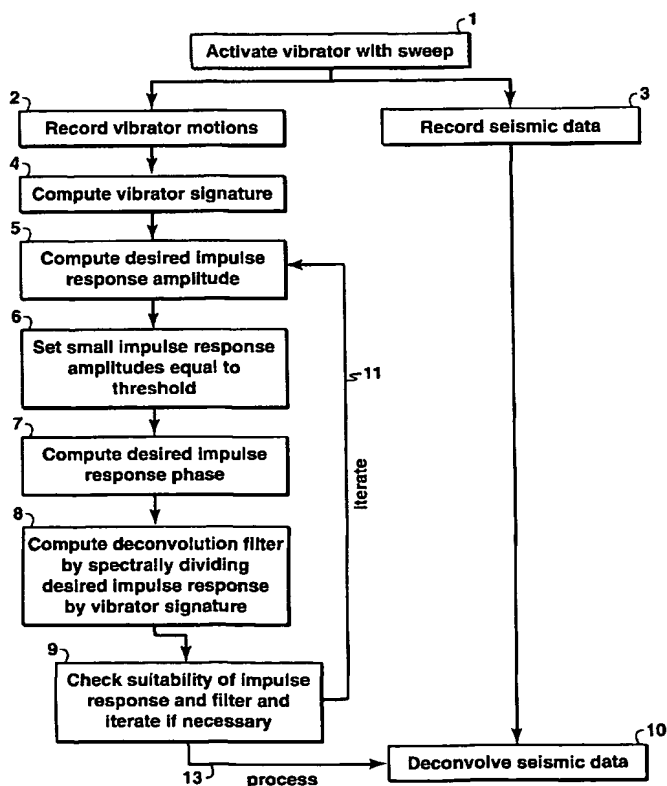 1
Activate vibrator with sweep
2
Record vibrator motions
3
Record seismic data
4
Compute vibrator signature
5
Compute desired impulse
response amplitude
6
Set small impulse response
amplitudes equal to
threshold
11
iterate
7
Compute desired impulse
response phase
8
Compute deconvolution filter
by spectrally dividing
desired impulse response
by vibrator signature
9
Check suitability of impulse
response and filter and
iterate if necessary
10
Deconvolve seismic data
13
process